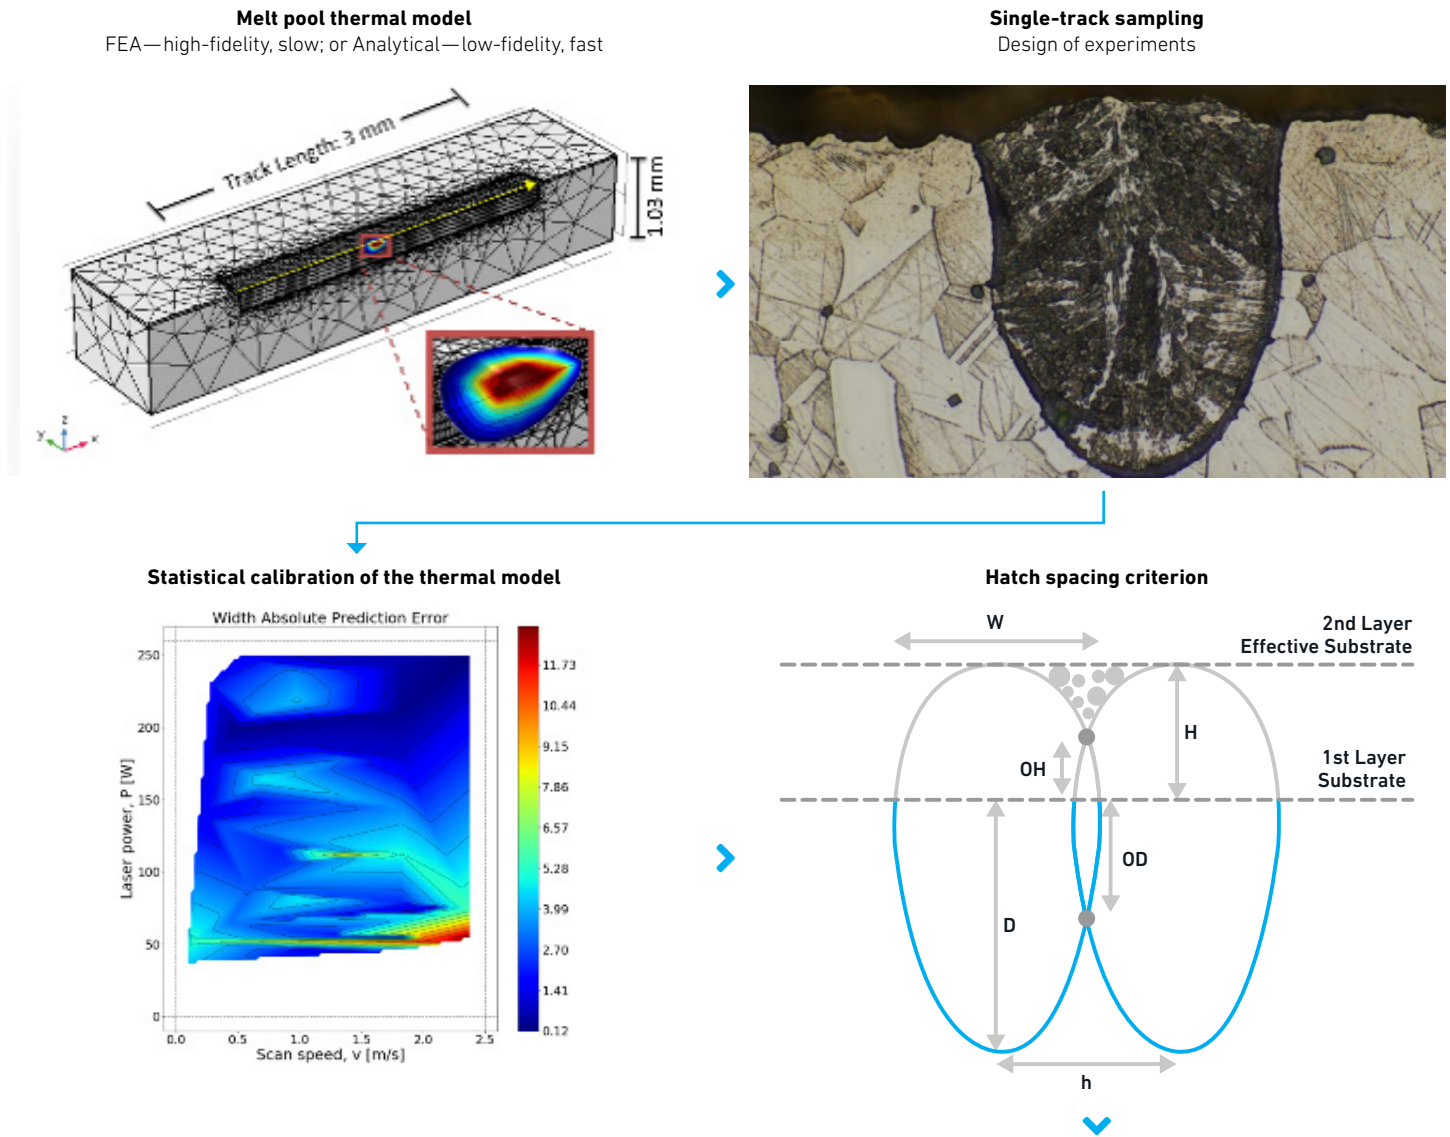 Melt pool thermal model
FEA—high-fidelity, slow; or Analytical—low-fidelity, fast
Single-track sampling
Design of experiments
Track Length: 3 mm
1.03 mm
z
y
x
Statistical calibration of the thermal model
Width Absolute Prediction Error
250
200
150
100
50
0
Laser power, P [W]
0.0 0.5 1.0 1.5 2.0 2.5
Scan speed, v [m/s]
11.73
10.44
9.15
7.86
6.57
5.28
3.99
2.70
1.41
0.12
Hatch spacing criterion
W
2nd Layer
Effective Substrate
H
OH
1st Layer
Substrate
OD
D
h